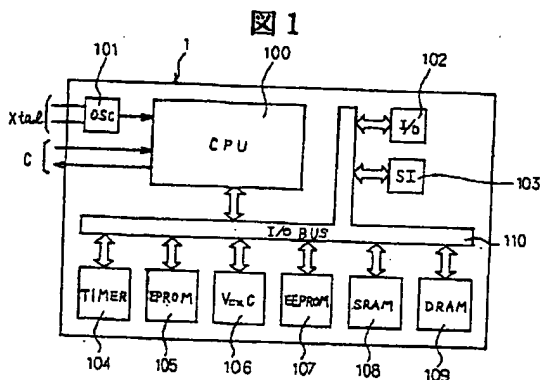 図1
101
1
100
102
Xtal
OSC
CPU
I/O
C
SI
103
I/O BUS
110
TIMER
EPROM
EEPROM
SRAM
DRAM
104
105
106
107
108
109